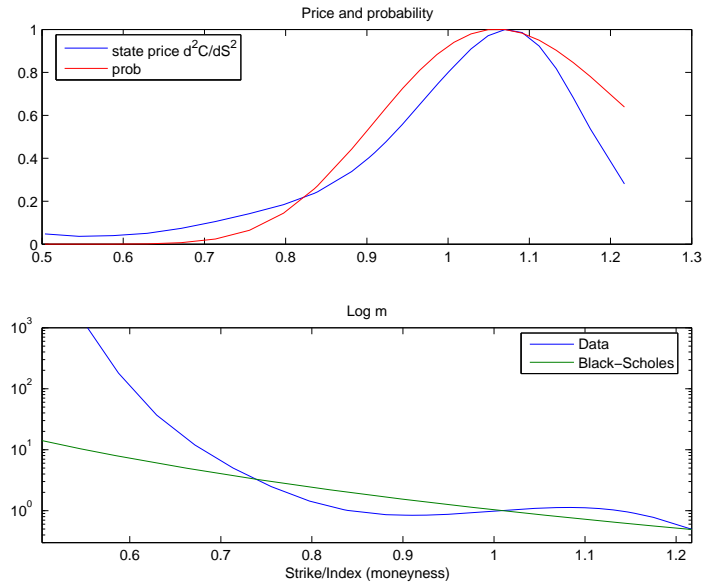 Price and probability
1
0.8
0.6
0.4
0.2
0
state price d²C/dS²
prob
0.5 0.6 0.7 0.8 0.9 1 1.1 1.2 1.3
Log m
10³
10²
10¹
10⁰
Data
Black−Scholes
0.6 0.7 0.8 0.9 1 1.1 1.2
Strike/Index (moneyness)